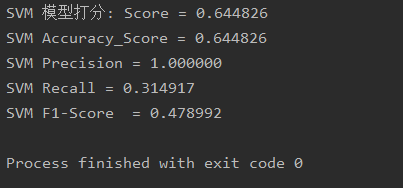 SVM 模型打分: Score = 0.644826
SVM Accuracy_Score = 0.644826
SVM Precision = 1.000000
SVM Recall = 0.314917
SVM F1-Score  = 0.478992
Process finished with exit code 0